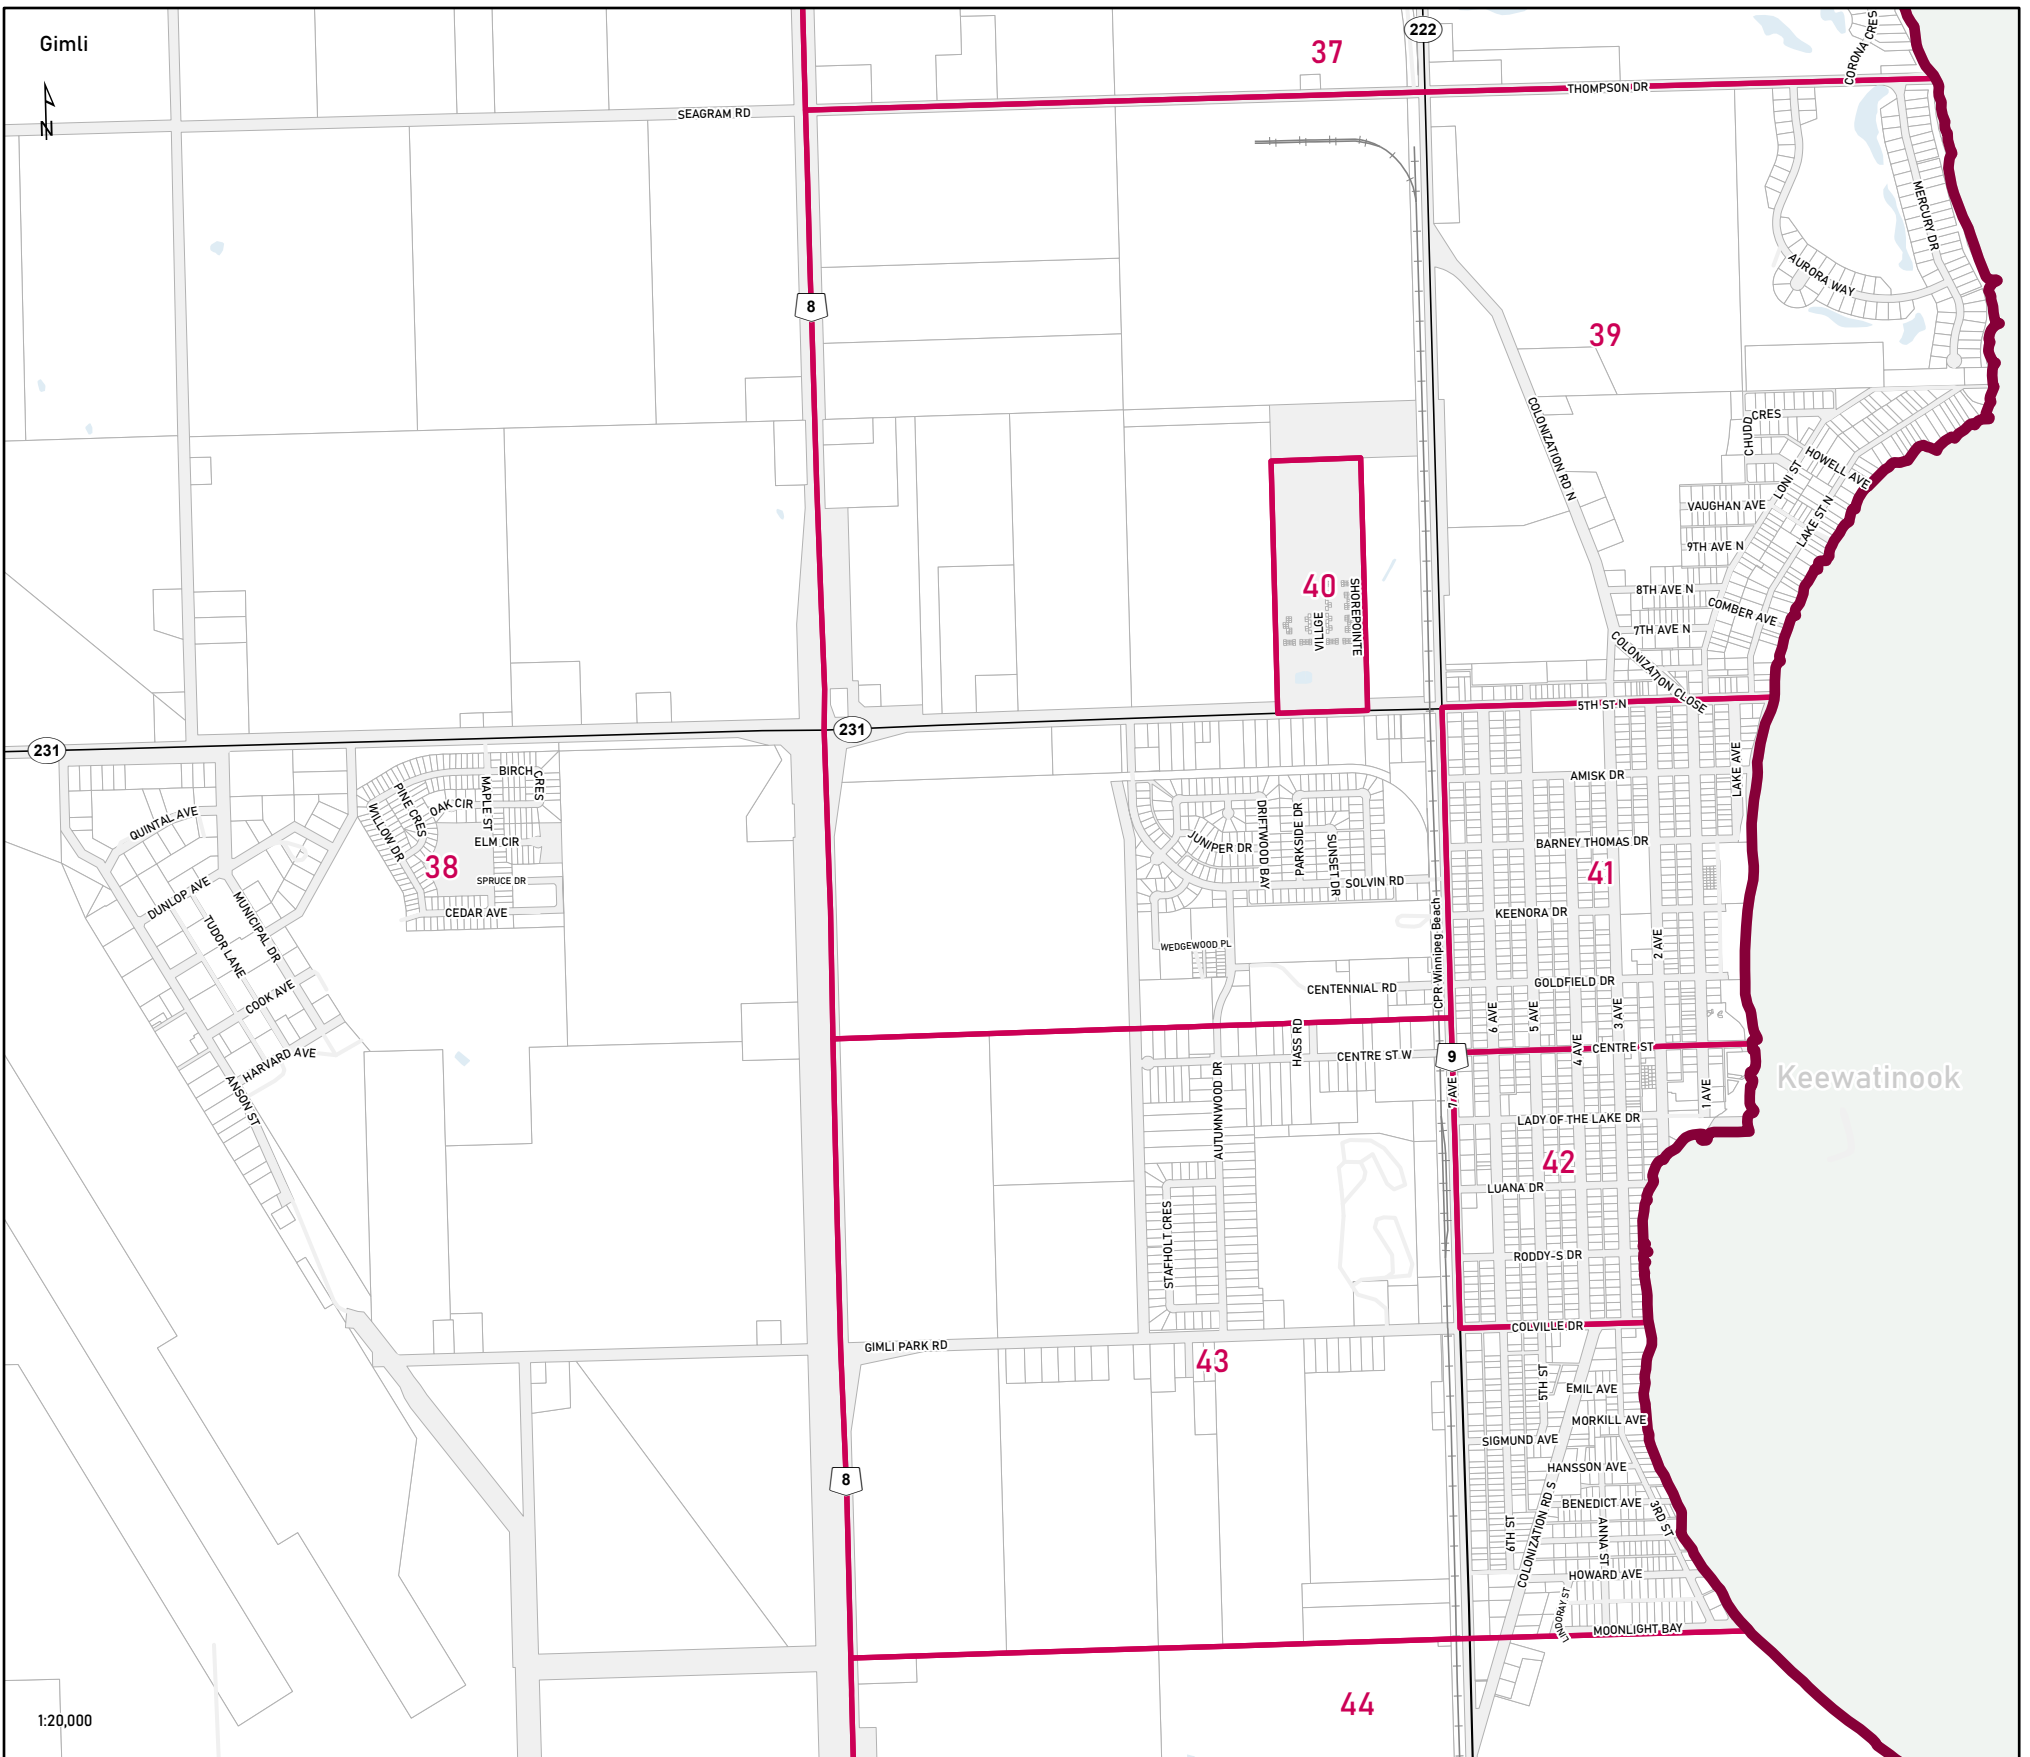 Gimli
N
37
222
CORONA CRES
THOMPSON DR
SEAGRAM RD
MERCURY DR
AURORA WAY
8
39
COLONIZATION RD N
CHUDD
CRES
HOWELL AVE
LONI ST
LAKE ST N
VAUGHAN AVE
9TH AVE N
8TH AVE N
COMBER AVE
7TH AVE N
COLONIZATION CLOSE
40
SHOREPOINTE
VILLGE
5TH ST N
231
231
BIRCH
CRES
PINE CRES
OAK CIR
MAPLE ST
WILLOW DR
ELM CIR
38
SPRUCE DR
CEDAR AVE
QUINTAL AVE
DUNLOP AVE
MUNICIPAL DR
TUDOR LANE
COOK AVE
HARVARD AVE
ANSON ST
JUNIPER DR
DRIFTWOOD BAY
PARKSIDE DR
SUNSET DR
SOLVIN RD
WEDGEWOOD PL
CENTENNIAL RD
CPR-Winnipeg Beach
AMISK DR
LAKE AVE
BARNEY THOMAS DR
41
KEENORA DR
2 AVE
GOLDFIELD DR
6 AVE
5 AVE
4 AVE
3 AVE
CENTRE ST
HASS RD
CENTRE ST W
9
7 AVE
1 AVE
Keewatinook
AUTUMNWOOD DR
LADY OF THE LAKE DR
42
LUANA DR
STAFHOLT CRES
RODDY-S DR
COLVILLE DR
GIMLI PARK RD
43
5TH ST
EMIL AVE
MORKILL AVE
SIGMUND AVE
HANSSON AVE
8
BENEDICT AVE
3RD ST
6TH ST
COLONIZATION RD S
ANNA ST
HOWARD AVE
LINDORAY ST
MOONLIGHT BAY
44
1:20,000